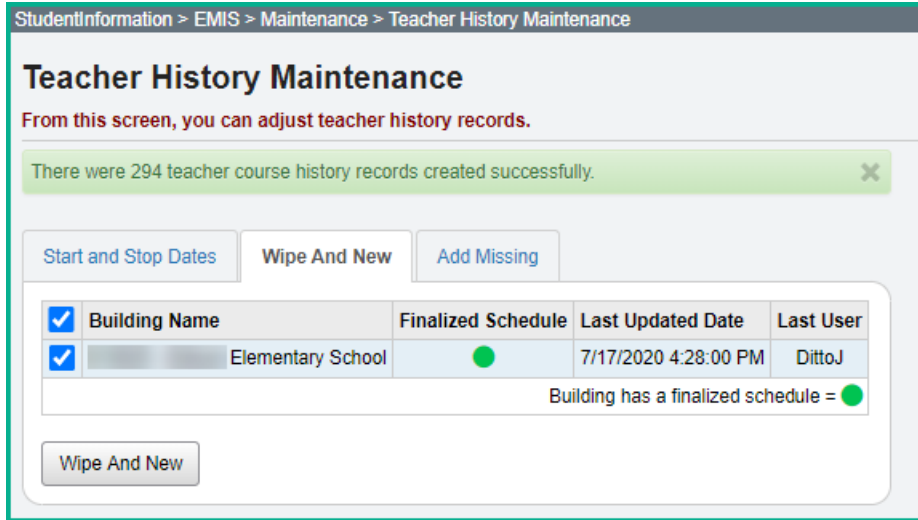 StudentInformation > EMIS > Maintenance > Teacher History Maintenance
Teacher History Maintenance
From this screen, you can adjust teacher history records.
There were 294 teacher course history records created successfully.
Start and Stop Dates Wipe And New Add Missing
Building Name Finalized Schedule Last Updated Date Last User
Elementary School 7/17/2020 4:28:00 PM DittoJ
Building has a finalized schedule =
Wipe And New